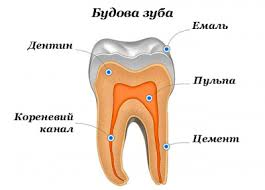 Будова зуба
Емаль
Дентин
Пульпа
Кореневий
канал
Цемент